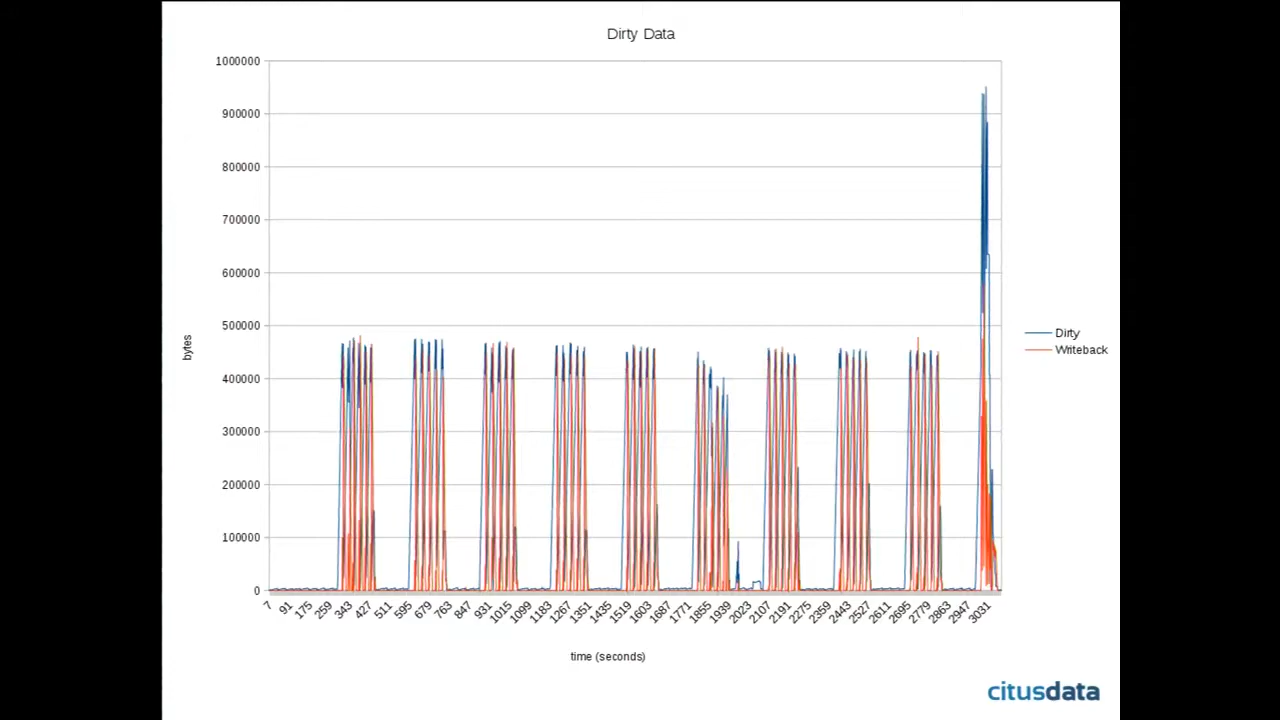 Dirty Data
1000000
900000
800000
700000
600000
500000
400000
300000
200000
100000
0
bytes
Dirty
Writeback
7 91 175 259 343 427 511 595 679 763 847 931 1015 1099 1183 1267 1351 1435 1519 1603 1687 1771 1855 1939 2023 2107 2191 2275 2359 2443 2527 2611 2695 2779 2863 2947 3031
time (seconds)
citusdata